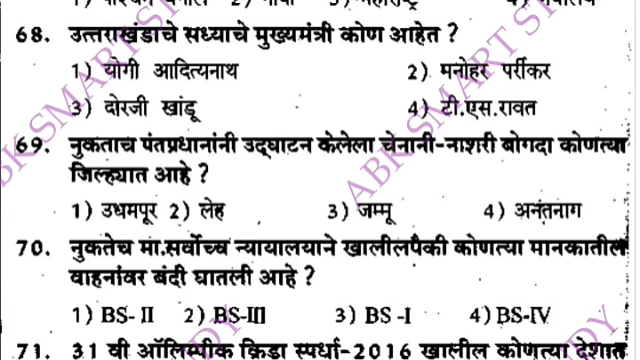 68. उत्तराखंडाचे सध्याचे मुख्यमंत्री कोण आहेत ?
1) योगी आदित्यनाथ 2) मनोहर पर्रीकर
3) दोरजी खांडू 4) टी.एस.रावत
69. नुकताच पंतप्रधानांनी उद्घाटन केलेला चेनानी-नाशरी बोगदा कोणत्या
जिल्ह्यात आहे ?
1) उधमपूर 2) लेह 3) जम्मू 4) अनंतनाग
70. नुकतेच मा.सर्वोच्च न्यायालयाने खालीलपैकी कोणत्या मानकातील
वाहनांवर बंदी घातली आहे ?
1) BS- II 2) BS-III 3) BS -I 4) BS-IV
71. 31 वी ऑलिम्पीक क्रिडा स्पर्धा-2016 खालील कोणत्या देशात